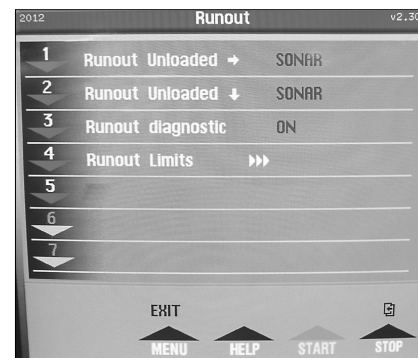 2012 Runout v2.30
1 Runout Unloaded → SONAR
2 Runout Unloaded ↓ SONAR
3 Runout diagnostic ON
4 Runout Limits
5
6
7
EXIT
MENU HELP START STOP